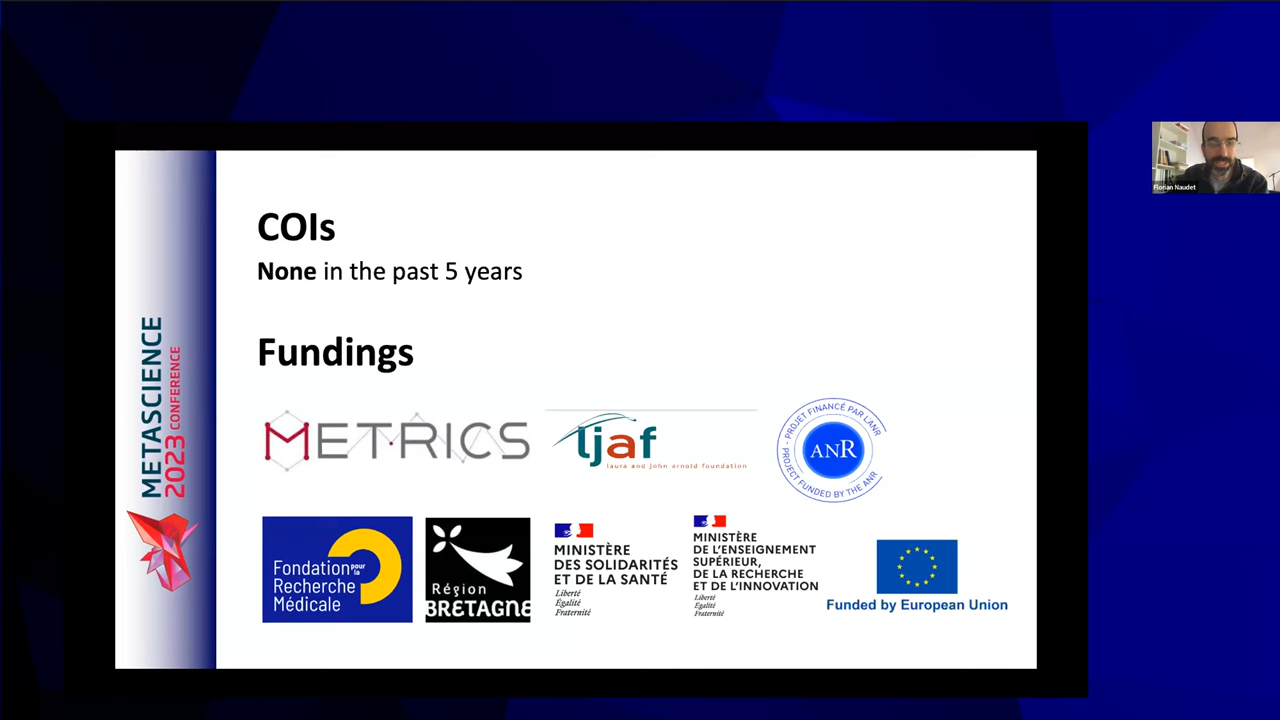 COIs
None in the past 5 years
Fundings
METASCIENCE
2023 CONFERENCE
METRICS
ljaf
laura and john arnold foundation
PROJET FINANCÉ PAR L'ANR
ANR
PROJECT FUNDED BY THE ANR
Fondation pour la
Recherche
Médicale
Région
BRETAGNE
MINISTÈRE
DES SOLIDARITÉS
ET DE LA SANTÉ
Liberté
Égalité
Fraternité
MINISTÈRE
DE L'ENSEIGNEMENT
SUPÉRIEUR,
DE LA RECHERCHE
ET DE L'INNOVATION
Liberté
Égalité
Fraternité
Funded by European Union
Florian Naudet